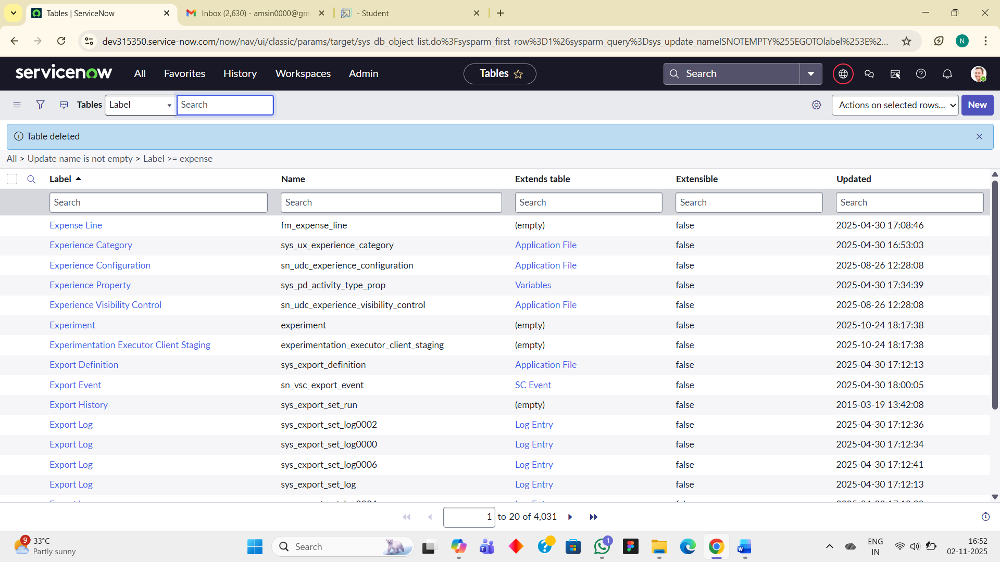 Tables | ServiceNow
Inbox (2,630) - amsin0000@gm
- Student
dev315350.service-now.com/now/nav/ui/classic/params/target/sys_db_object_list.do%3Fsysparm_first_row%3D1%26sysparm_query%3Dsys_update_nameISNOTEMPTY%255EGOTOlabel%253E%2...
N
servicenow All Favorites History Workspaces Admin Tables Search
Tables Label Search Actions on selected rows... New
Table deleted
All > Update name is not empty > Label >= expense
Label Name Extends table Extensible Updated
Search Search Search Search Search
Expense Line fm_expense_line (empty) false 2025-04-30 17:08:46
Experience Category sys_ux_experience_category Application File false 2025-04-30 16:53:03
Experience Configuration sn_udc_experience_configuration Application File false 2025-08-26 12:28:08
Experience Property sys_pd_activity_type_prop Variables false 2025-04-30 17:34:39
Experience Visibility Control sn_udc_experience_visibility_control Application File false 2025-08-26 12:28:08
Experiment experiment (empty) false 2025-10-24 18:17:38
Experimentation Executor Client Staging experimentation_executor_client_staging (empty) false 2025-10-24 18:17:38
Export Definition sys_export_definition Application File false 2025-04-30 17:12:13
Export Event sn_vsc_export_event SC Event false 2025-04-30 18:00:05
Export History sys_export_set_run (empty) false 2015-03-19 13:42:08
Export Log sys_export_set_log0002 Log Entry false 2025-04-30 17:12:36
Export Log sys_export_set_log0000 Log Entry false 2025-04-30 17:12:34
Export Log sys_export_set_log0006 Log Entry false 2025-04-30 17:12:41
Export Log sys_export_set_log Log Entry false 2025-04-30 17:12:13
1 to 20 of 4,031
9 33°C
Partly sunny
Search
1
ENG
IN
16:52
02-11-2025